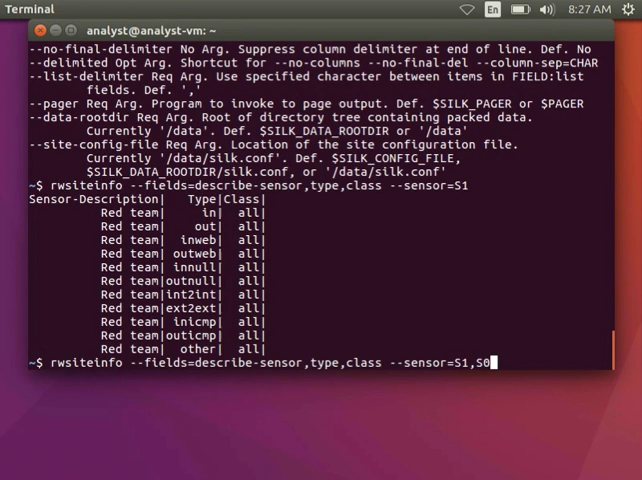 Terminal
En
8:27 AM
analyst@analyst-vm: ~
--no-final-delimiter No Arg. Suppress column delimiter at end of line. Def. No
--delimited Opt Arg. Shortcut for --no-columns --no-final-del --column-sep=CHAR
--list-delimiter Req Arg. Use specified character between items in FIELD:list
fields. Def. ','
--pager Req Arg. Program to invoke to page output. Def. $SILK_PAGER or $PAGER
--data-rootdir Req Arg. Root of directory tree containing packed data.
Currently '/data'. Def. $SILK_DATA_ROOTDIR or '/data'
--site-config-file Req Arg. Location of the site configuration file.
Currently '/data/silk.conf'. Def. $SILK_CONFIG_FILE,
$SILK_DATA_ROOTDIR/silk.conf, or '/data/silk.conf'
~$ rwsiteinfo --fields=describe-sensor,type,class --sensor=S1
Sensor-Description| Type|Class|
Red team| in| all|
Red team| out| all|
Red team| inweb| all|
Red team| outweb| all|
Red team| innull| all|
Red team|outnull| all|
Red team|int2int| all|
Red team|ext2ext| all|
Red team| inicmp| all|
Red team|outicmp| all|
Red team| other| all|
~$ rwsiteinfo --fields=describe-sensor,type,class --sensor=S1,S0